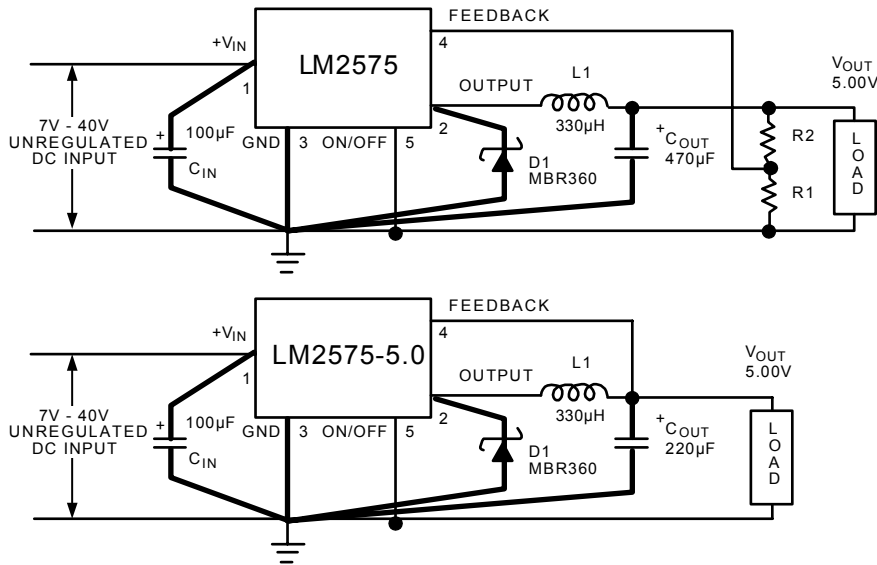 FEEDBACK
+VIN
4
LM2575
L1
VOUT
5.00V
OUTPUT
1
7V - 40V
UNREGULATED
DC INPUT
+
100µF
CIN
GND
3
ON/OFF
5
2
330µH
D1
MBR360
+
COUT
470µF
R2
R1
LOAD
FEEDBACK
+VIN
4
LM2575-5.0
L1
VOUT
5.00V
OUTPUT
1
7V - 40V
UNREGULATED
DC INPUT
+
100µF
CIN
GND
3
ON/OFF
5
2
330µH
D1
MBR360
+
COUT
220µF
LOAD